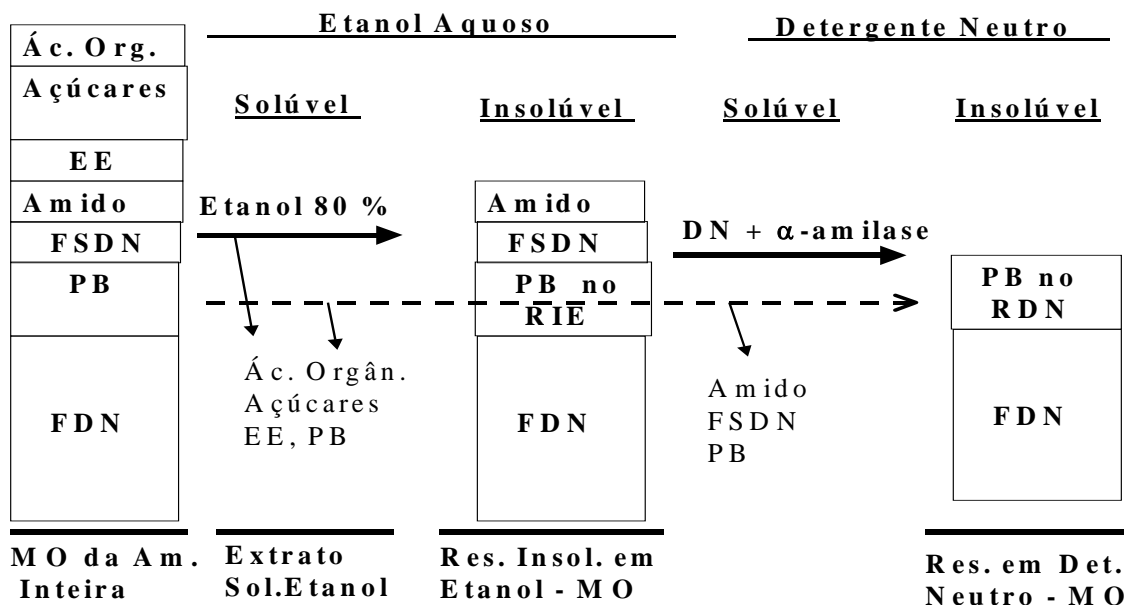 Etanol Aquoso
Detergente Neutro
Ác. Org.
Açúcares
EE
Amido
FSDN
PB
FDN
Solúvel
Etanol 80 %
Ác. Orgân.
Açúcares
EE, PB
Insolúvel
Amido
FSDN
PB no
RIE
FDN
Solúvel
DN + α-amilase
Amido
FSDN
PB
Insolúvel
PB no
RDN
FDN
MO da Am.
Inteira
Extrato
Sol.Etanol
Res. Insol. em
Etanol - MO
Res. em Det.
Neutro - MO